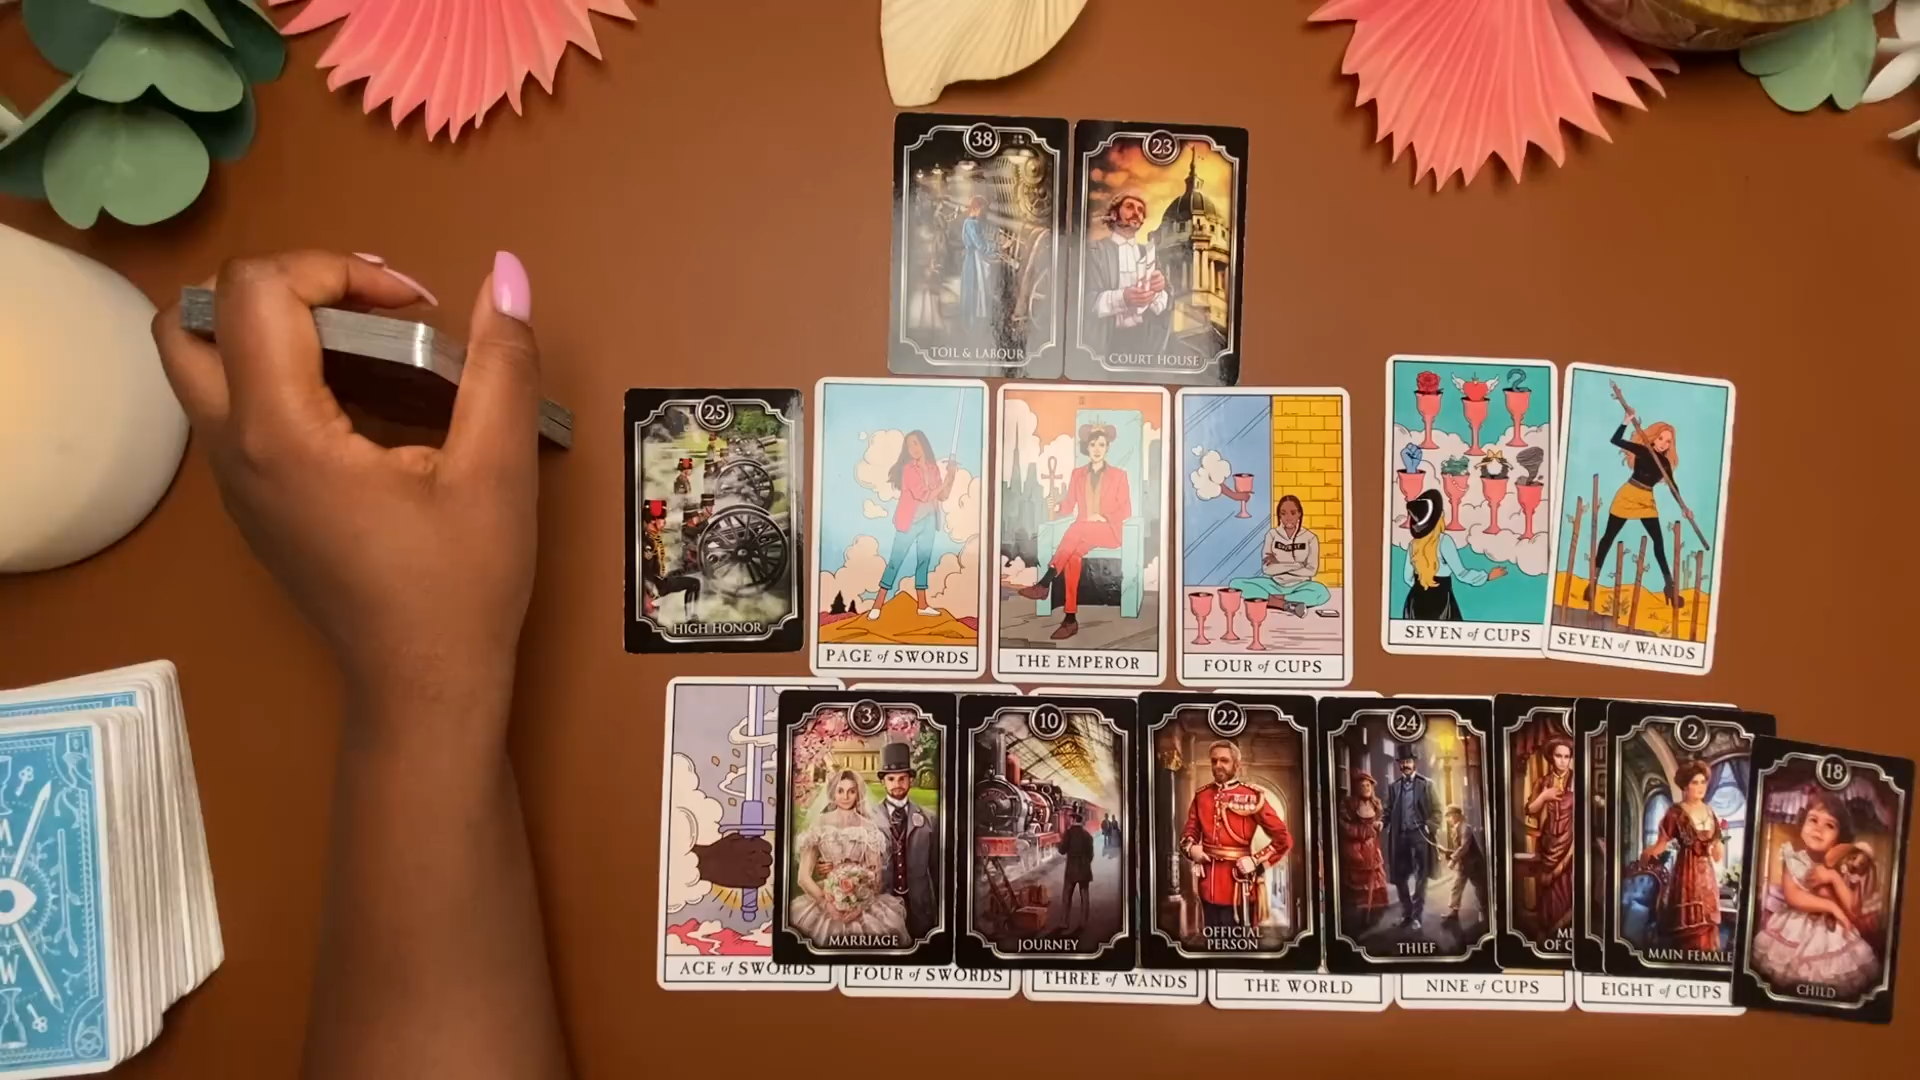 38
TOIL & LABOUR
23
COURT HOUSE
25
HIGH HONOR
PAGE of SWORDS
THE EMPEROR
FOUR of CUPS
SEVEN of CUPS
SEVEN of WANDS
3
MARRIAGE
10
JOURNEY
22
OFFICIAL
PERSON
24
THIEF
OF C
2
MAIN FEMALE
18
CHILD
ACE of SWORDS
FOUR of SWORDS
THREE of WANDS
THE WORLD
NINE of CUPS
EIGHT of CUPS
M
W